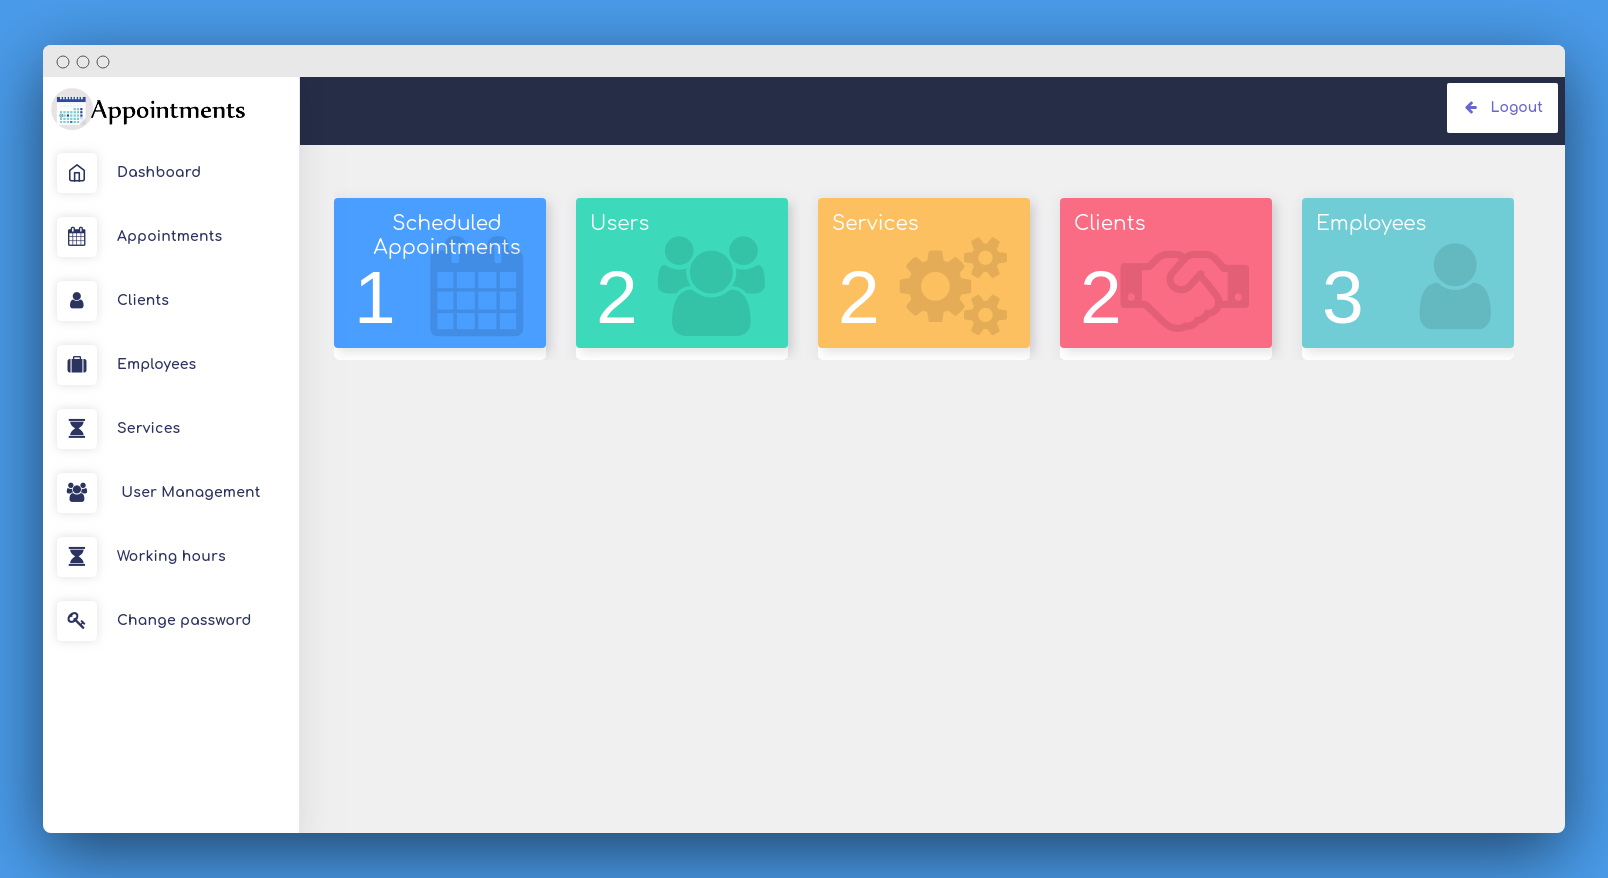 Appointments
Logout
Dashboard
Appointments
Clients
Employees
Services
User Management
Working hours
Change password
Scheduled
Appointments
1
Users
2
Services
2
Clients
2
Employees
3